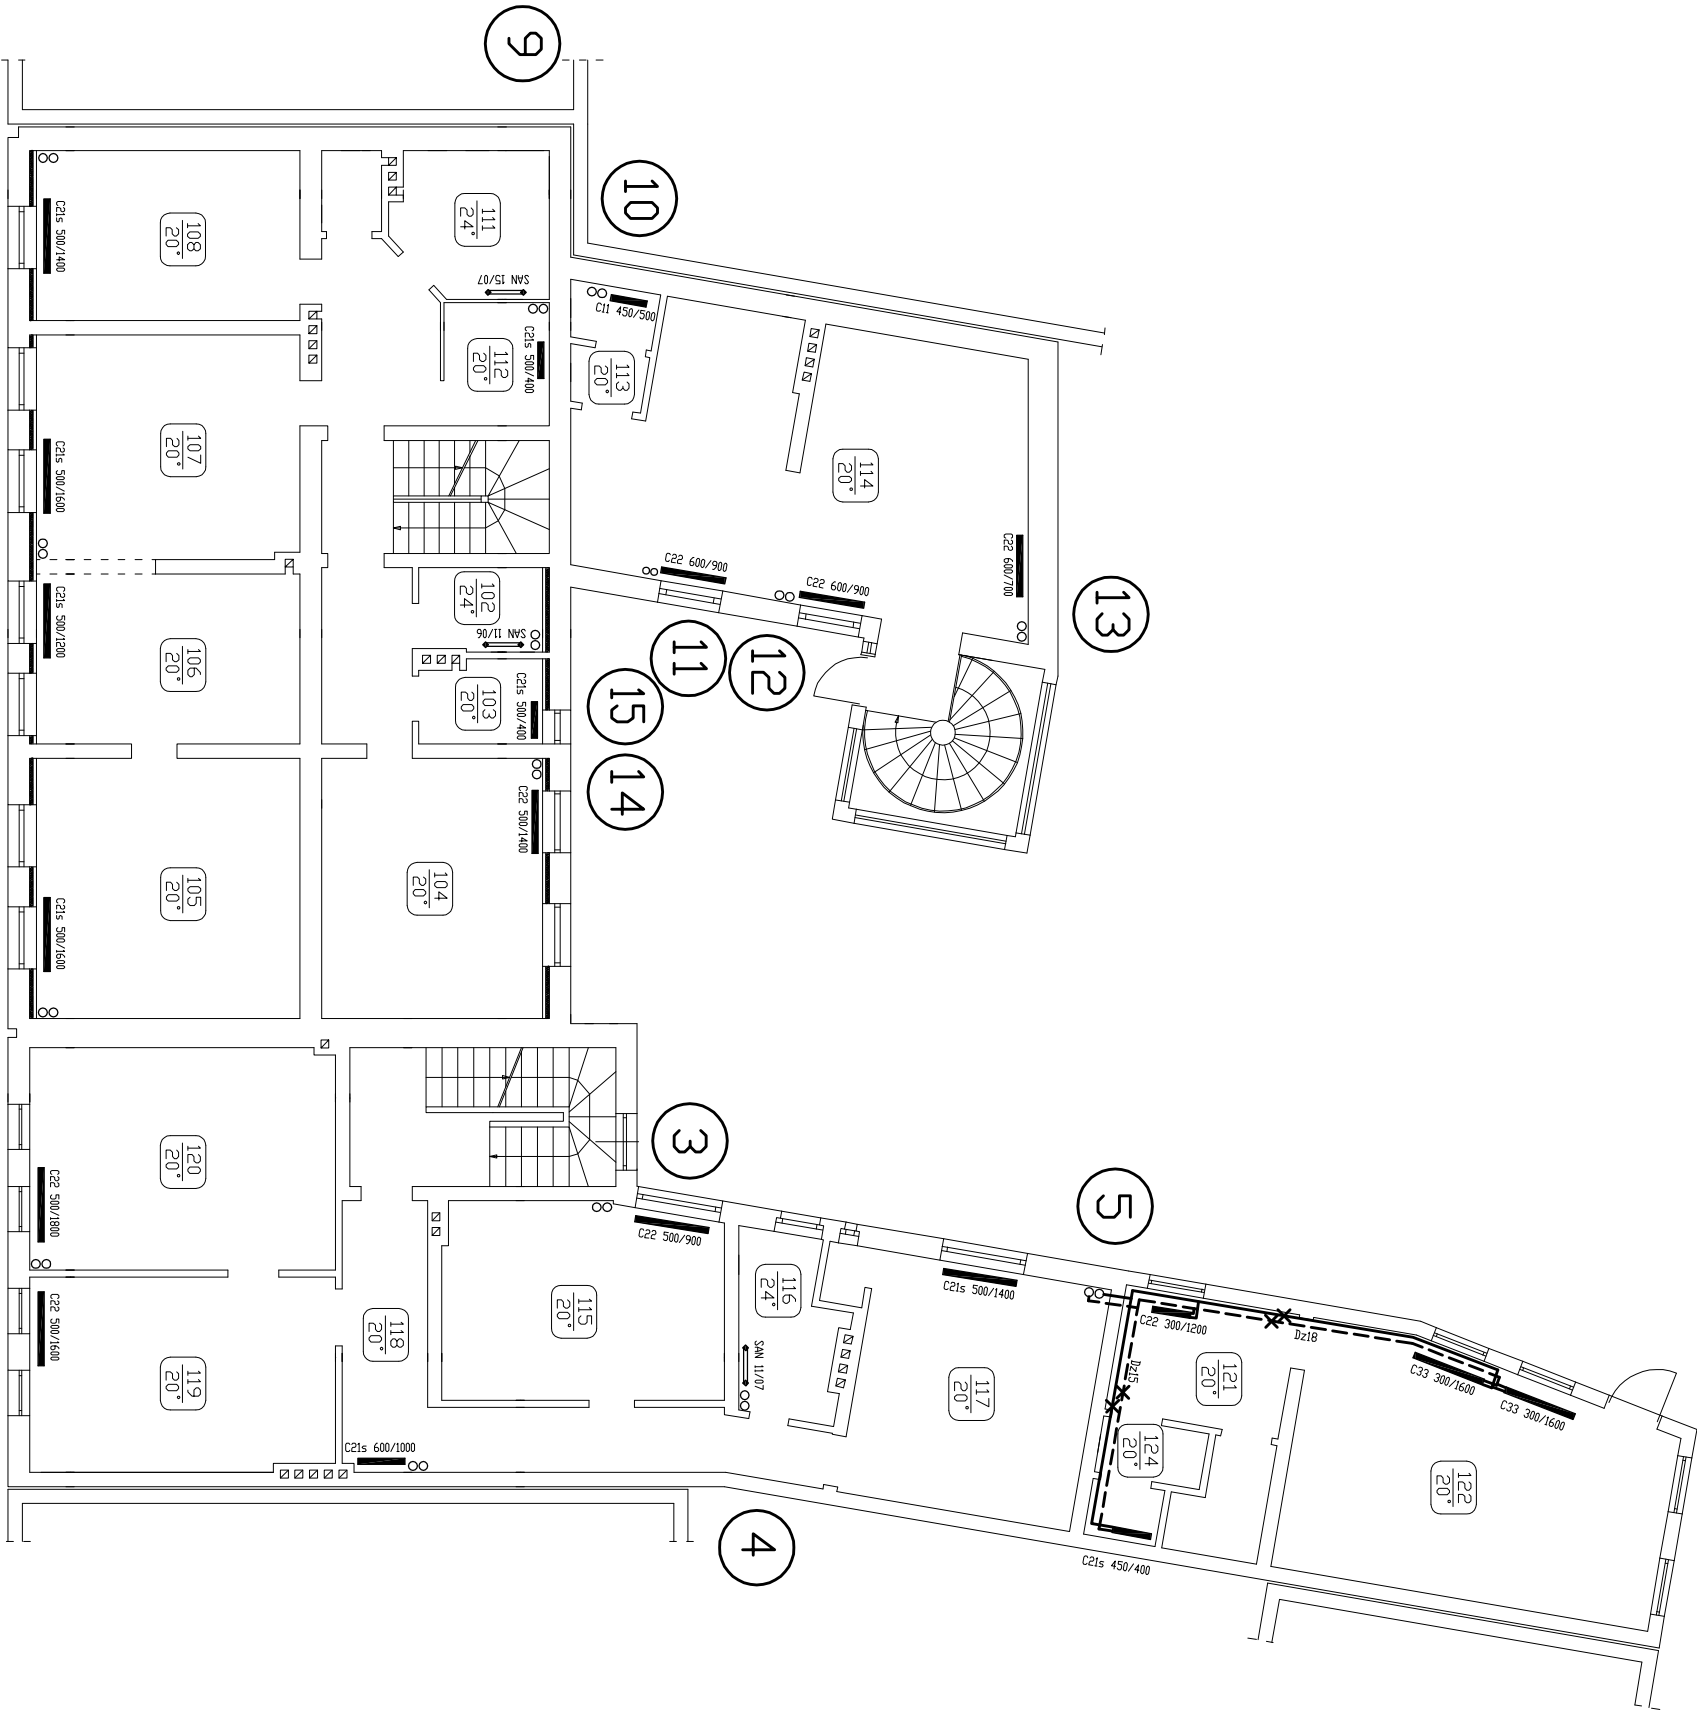 9
10
111
24°
108
20°
C21s 500/1400
SAN 15/07
C11 450/500
C21s 500/400
112
20°
113
20°
107
20°
C21s 500/1600
114
20°
C22 600/900
C22 600/900
C22 600/700
13
102
24°
C21s 500/1200
SAN 11/06
11
12
106
20°
103
20°
C21s 500/400
15
14
C22 500/1400
105
20°
104
20°
C21s 500/1600
3
120
20°
C22 500/1800
5
C22 500/900
115
20°
116
24°
C21s 500/1400
C22 300/1200
Dz18
C22 500/1600
118
20°
119
20°
SAN 11/07
117
20°
Dz15
121
20°
C33 300/1600
C33 300/1600
C21s 600/1000
124
20°
122
20°
4
C21s 450/400